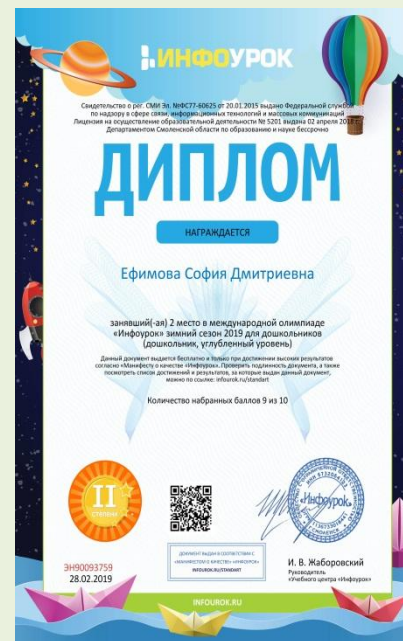 ИНФОУРОК
Свидетельство о рег. СМИ Эл. №ФС77-60625 от 20.01.2015 выдано Федеральной службой
по надзору в сфере связи, информационных технологий и массовых коммуникаций
Лицензия на осуществление образовательной деятельности № 5201 выдана 02 апреля 2018 г.
Департаментом Смоленской области по образованию и науке бессрочно
ДИПЛОМ
НАГРАЖДАЕТСЯ
Ефимова София Дмитриевна
занявший(-ая) 2 место в международной олимпиаде
«Инфоурок» зимний сезон 2019 для дошкольников
(дошкольник, углубленный уровень)
Данный документ выдается бесплатно и только при достижении высоких результатов
согласно «Манифесту о качестве «Инфоурок». Проверить подлинность документа, а также
посмотреть список достижений и результатов, за которые выдан данный документ,
можно по ссылке: infourok.ru/standart
Количество набранных баллов 9 из 10
II
СТЕПЕНИ
«Инфоурок»
ДОКУМЕНТ ВЫДАН В СООТВЕТСТВИИ С
«МАНИФЕСТОМ О КАЧЕСТВЕ» «ИНФОУРОК»
INFOUROK.RU/STANDART
ЭН90093759
28.02.2019
И. В. Жаборовский
Руководитель
«Учебного центра «Инфоурок»
INFOUROK.RU